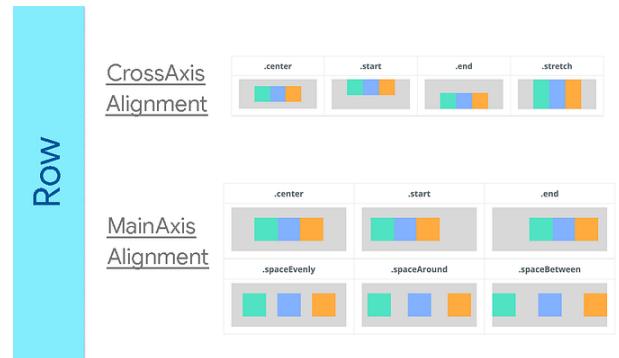 Row
CrossAxis
Alignment
.center .start .end .stretch
MainAxis
Alignment
.center .start .end
.spaceEvenly .spaceAround .spaceBetween